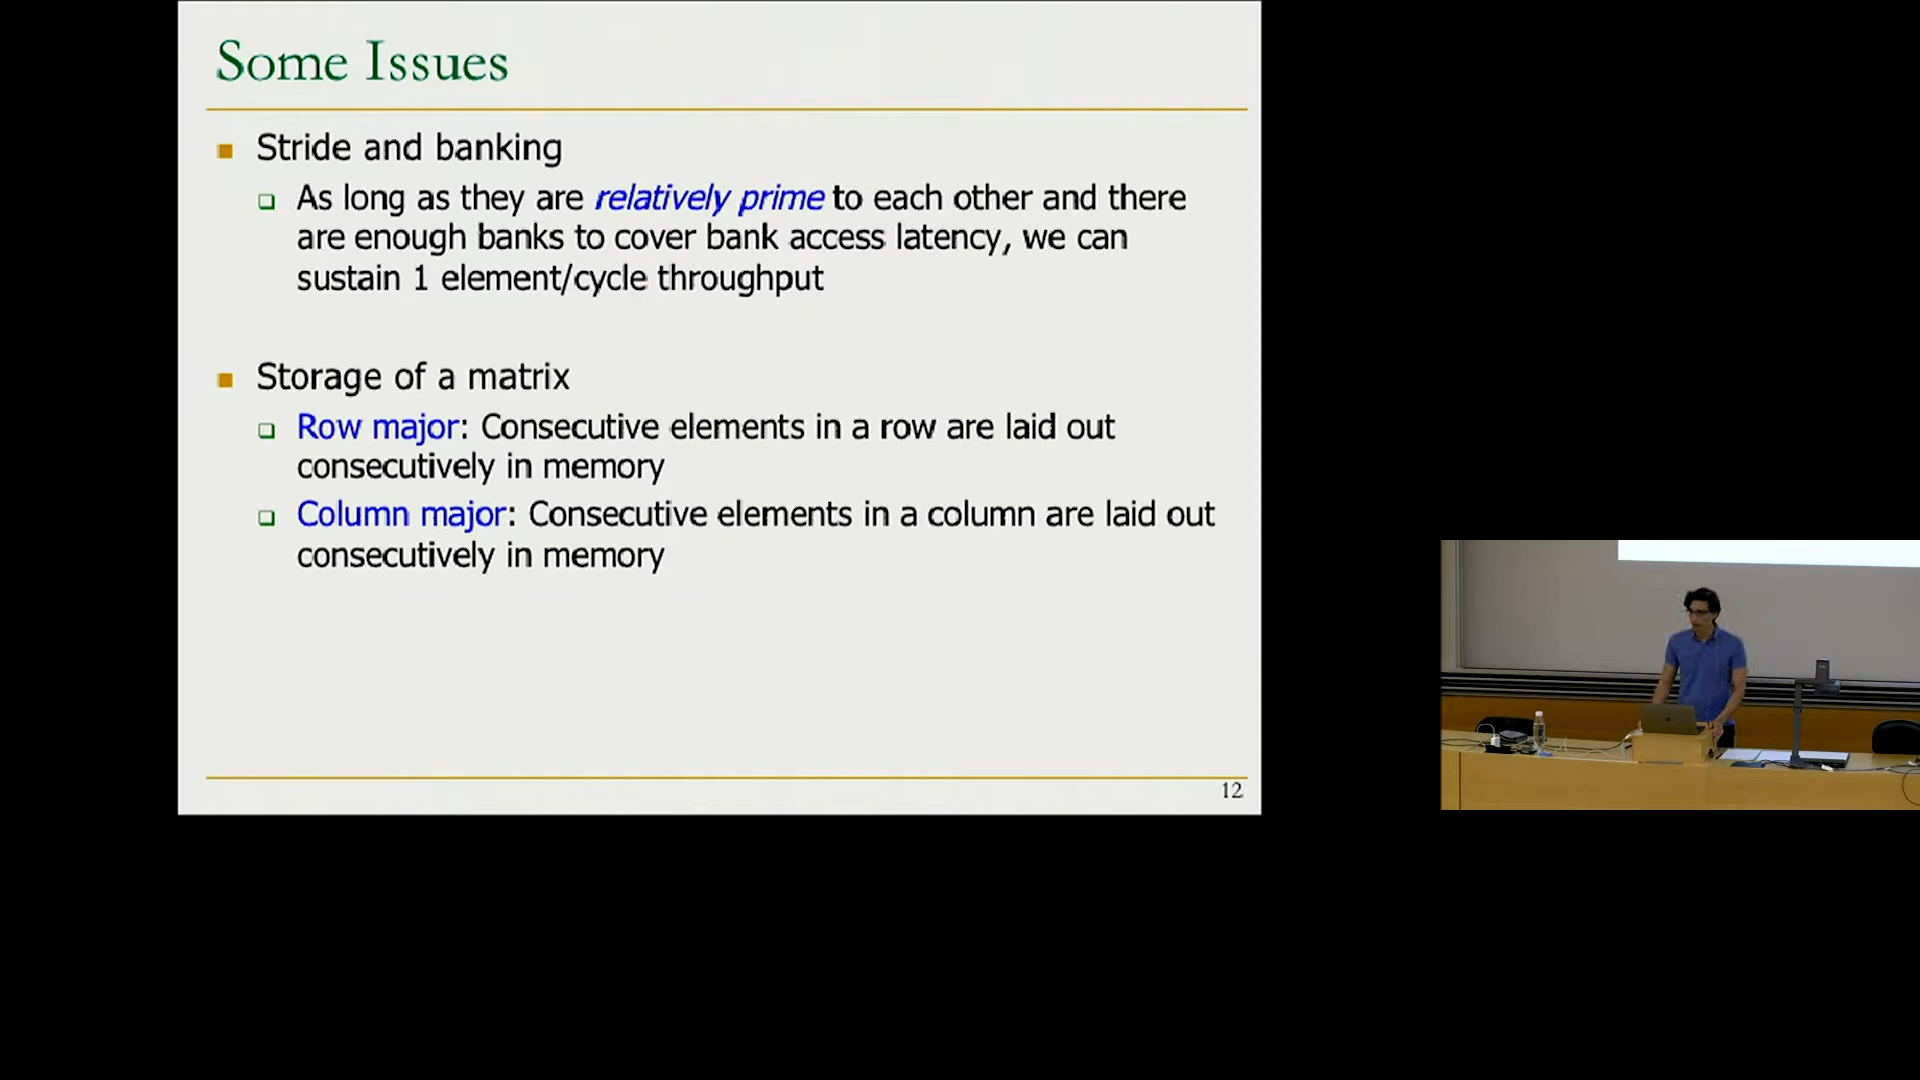 Some Issues
Stride and banking
As long as they are relatively prime to each other and there
are enough banks to cover bank access latency, we can
sustain 1 element/cycle throughput
Storage of a matrix
Row major: Consecutive elements in a row are laid out
consecutively in memory
Column major: Consecutive elements in a column are laid out
consecutively in memory
12